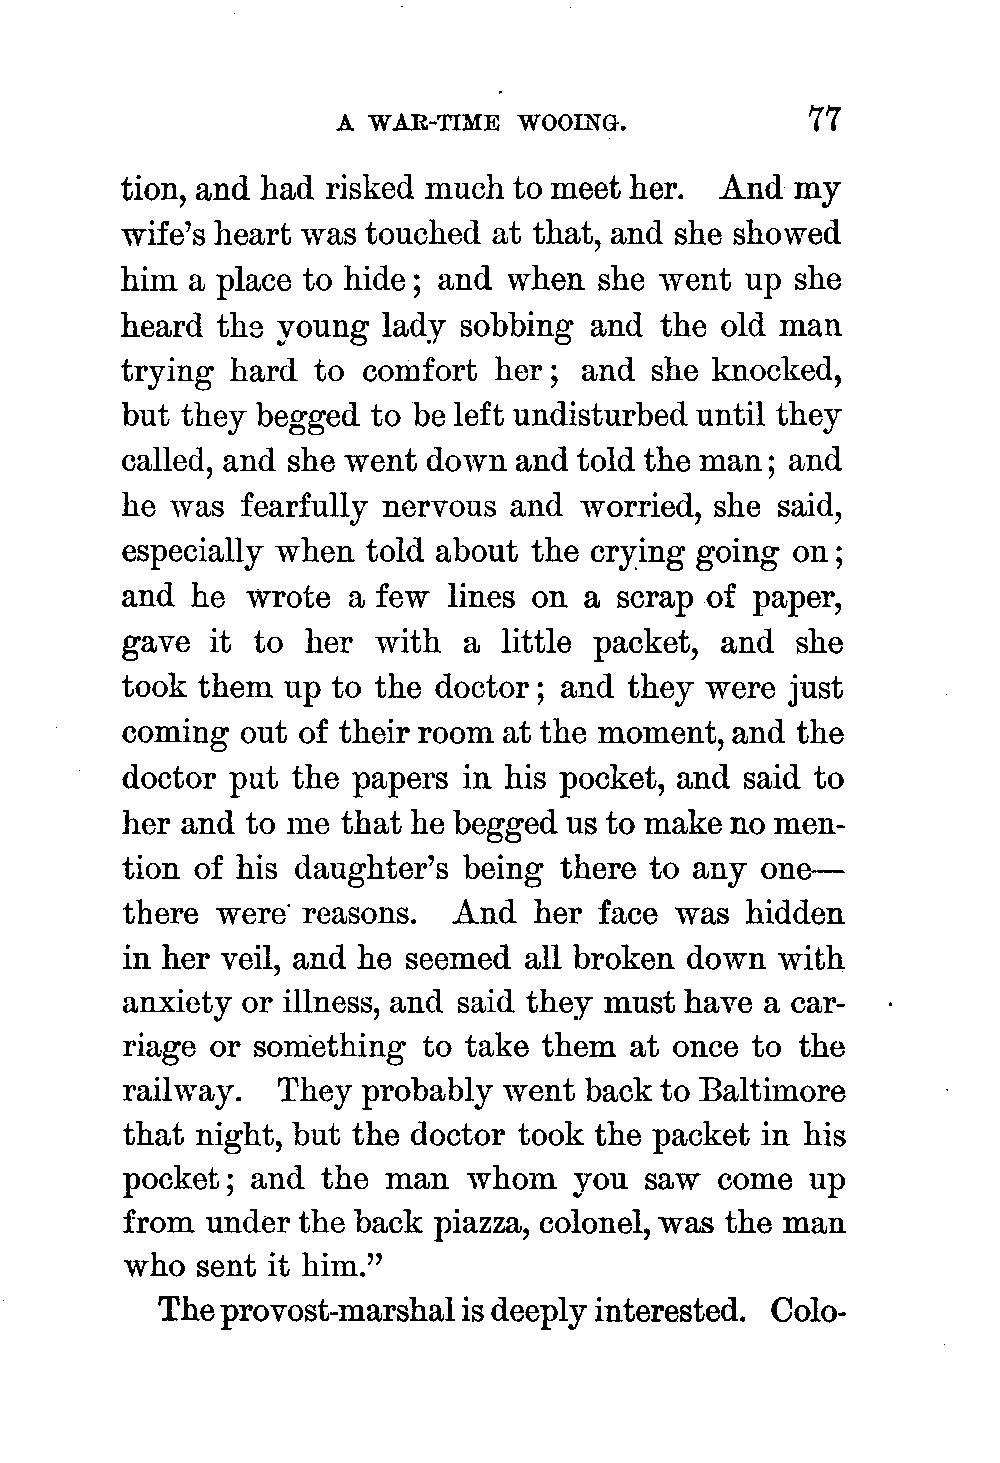 A WAR-TIME WOOING. 77
tion, and had risked much to meet her. And my
wife's heart was touched at that, and she showed
him a place to hide; and when she went up she
heard the young lady sobbing and the old man
trying hard to comfort her; and she knocked,
but they begged to be left undisturbed until they
called, and she went down and told the man; and
he was fearfully nervous and worried, she said,
especially when told about the crying going on;
and he wrote a few lines on a scrap of paper,
gave it to her with a little packet, and she
took them up to the doctor; and they were just
coming out of their room at the moment, and the
doctor put the papers in his pocket, and said to
her and to me that he begged us to make no men-
tion of his daughter's being there to any one—
there were reasons. And her face was hidden
in her veil, and he seemed all broken down with
anxiety or illness, and said they must have a car-
riage or something to take them at once to the
railway. They probably went back to Baltimore
that night, but the doctor took the packet in his
pocket; and the man whom you saw come up
from under the back piazza, colonel, was the man
who sent it him."
The provost-marshal is deeply interested. Colo-